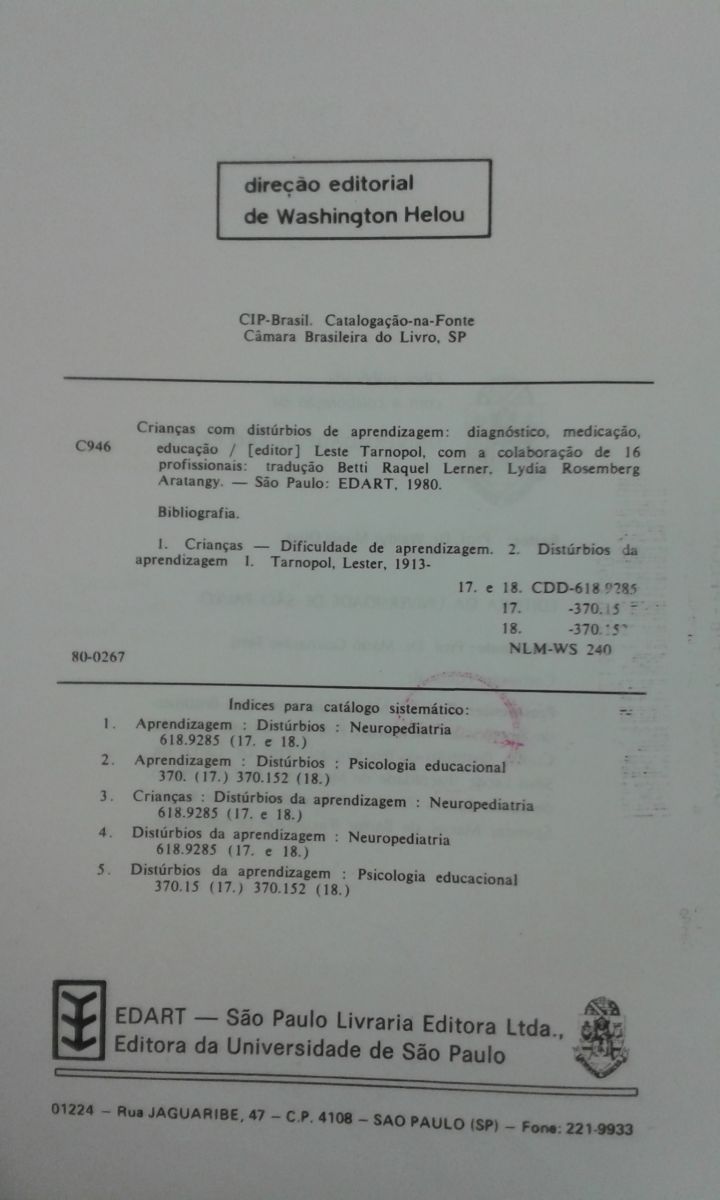 direção editorial
de Washington Helou
CIP-Brasil. Catalogação-na-Fonte
Câmara Brasileira do Livro, SP
Crianças com distúrbios de aprendizagem: diagnóstico, medicação,
C946
educação / [editor] Leste Tarnopol, com a colaboração de 16
profissionais: tradução Betti Raquel Lerner, Lydia Rosemberg
Aratangy. — São Paulo: EDART, 1980.
Bibliografia.
1. Crianças — Dificuldade de aprendizagem. 2. Distúrbios da
aprendizagem I. Tarnopol, Lester, 1913-
17. e 18. CDD-618.9285
17. -370.15
18. -370.15
80-0267
NLM-WS 240
Indices para catálogo sistemático:
1. Aprendizagem : Distúrbios : Neuropediatria
618.9285 (17. e 18.)
2. Aprendizagem : Distúrbios : Psicologia educacional
370. (17.) 370.152 (18.)
3. Crianças : Distúrbios da aprendizagem : Neuropediatria
618.9285 (17. e 18.)
4. Distúrbios da aprendizagem : Neuropediatria
618.9285 (17. e 18.)
5. Distúrbios da aprendizagem : Psicologia educacional
370.15 (17.) 370.152 (18.)
EDART — São Paulo Livraria Editora Ltda.,
Editora da Universidade de São Paulo
01224 — Rua JAGUARIBE, 47 — C.P. 4108 — SAO PAULO (SP) — Fone: 221-9933